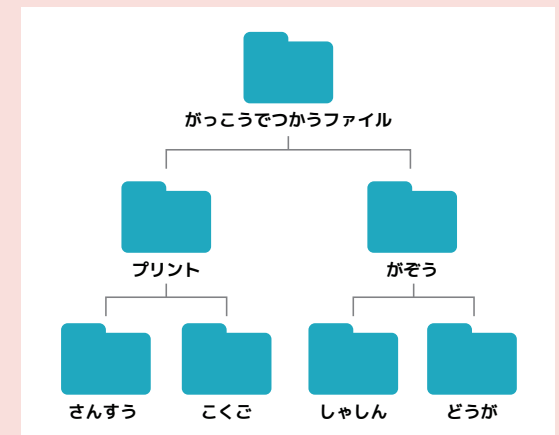 がっこうでつかうファイル
プリント
がぞう
さんすう
こくご
しゃしん
どうが